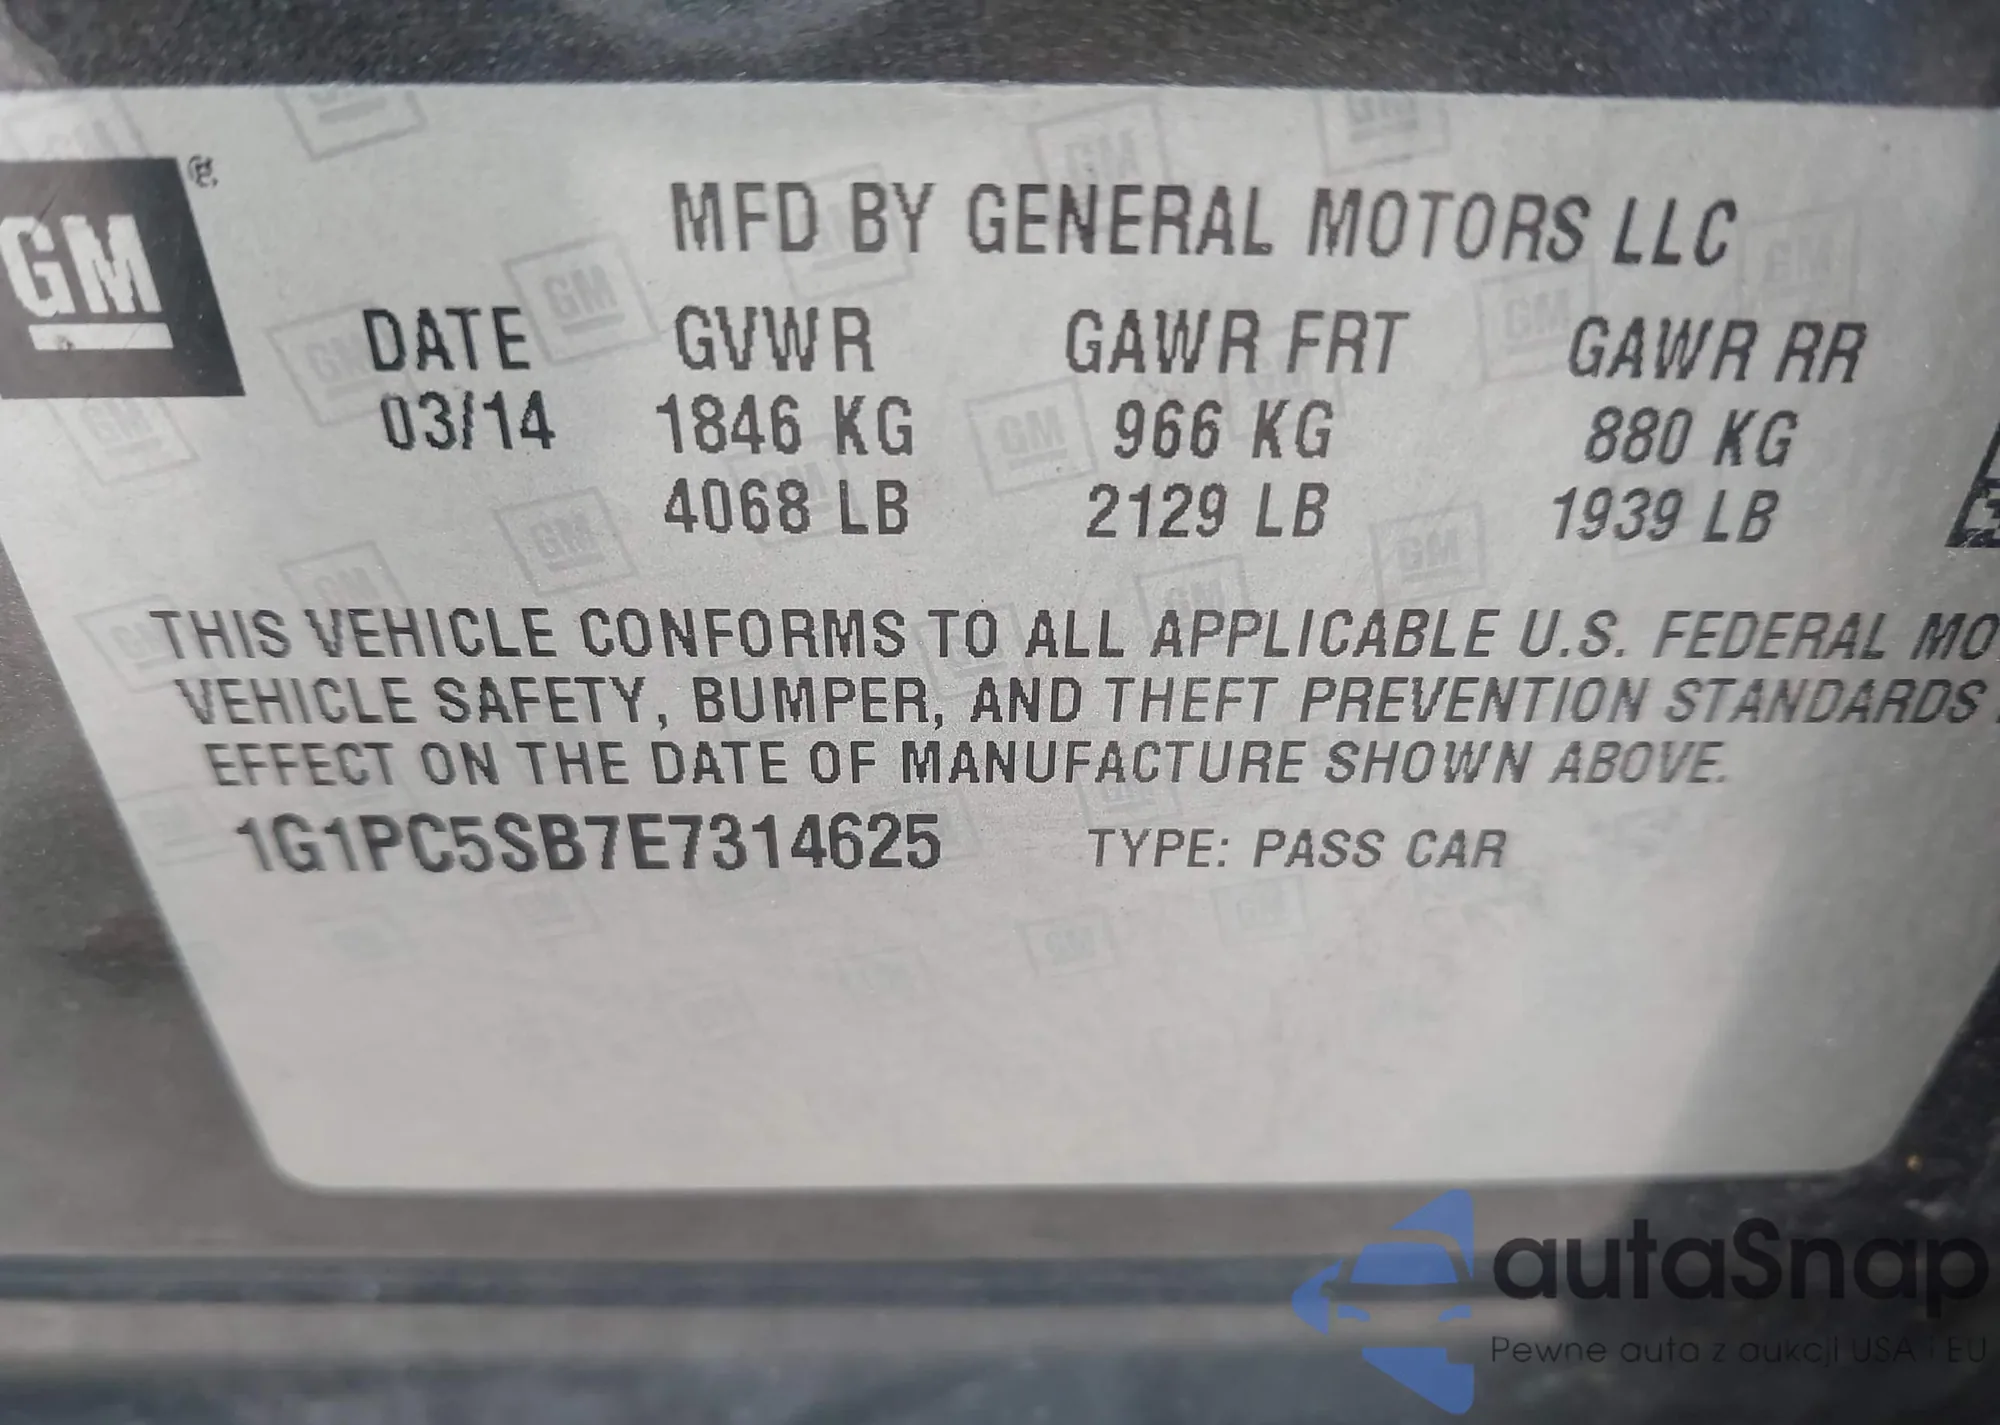 GM
MFD BY GENERAL MOTORS LLC
DATE GVWR GAWR FRT GAWR RR
03/14 1846 KG 966 KG 880 KG
4068 LB 2129 LB 1939 LB
THIS VEHICLE CONFORMS TO ALL APPLICABLE U.S. FEDERAL MO
VEHICLE SAFETY, BUMPER, AND THEFT PREVENTION STANDARDS
EFFECT ON THE DATE OF MANUFACTURE SHOWN ABOVE.
1G1PC5SB7E7314625 TYPE: PASS CAR
autaSnap
Pewne auta z aukcji USA i EU